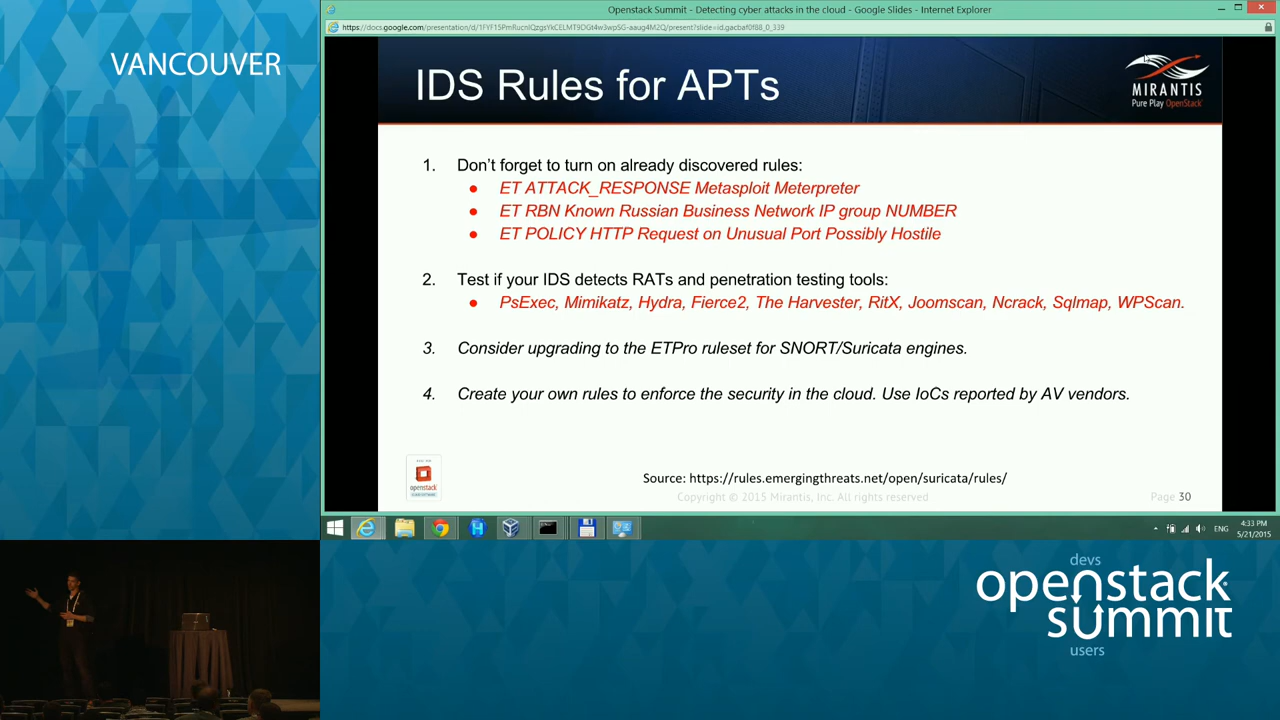 VANCOUVER
Openstack Summit - Detecting cyber attacks in the cloud - Google Slides - Internet Explorer
IDS Rules for APTs
MIRANTIS
Pure Play OpenStack
1. Don't forget to turn on already discovered rules:
● ET ATTACK_RESPONSE Metasploit Meterpreter
● ET RBN Known Russian Business Network IP group NUMBER
● ET POLICY HTTP Request on Unusual Port Possibly Hostile
2. Test if your IDS detects RATs and penetration testing tools:
● PsExec, Mimikatz, Hydra, Fierce2, The Harvester, RitX, Joomscan, Ncrack, Sqlmap, WPScan.
3. Consider upgrading to the ETPro ruleset for SNORT/Suricata engines.
4. Create your own rules to enforce the security in the cloud. Use IoCs reported by AV vendors.
openstack
Source: https://rules.emergingthreats.net/open/suricata/rules/
Copyright © 2015 Mirantis, Inc. All rights reserved
Page 30
ENG
4:33 PM
5/21/2015
devs
openstack
summit
users